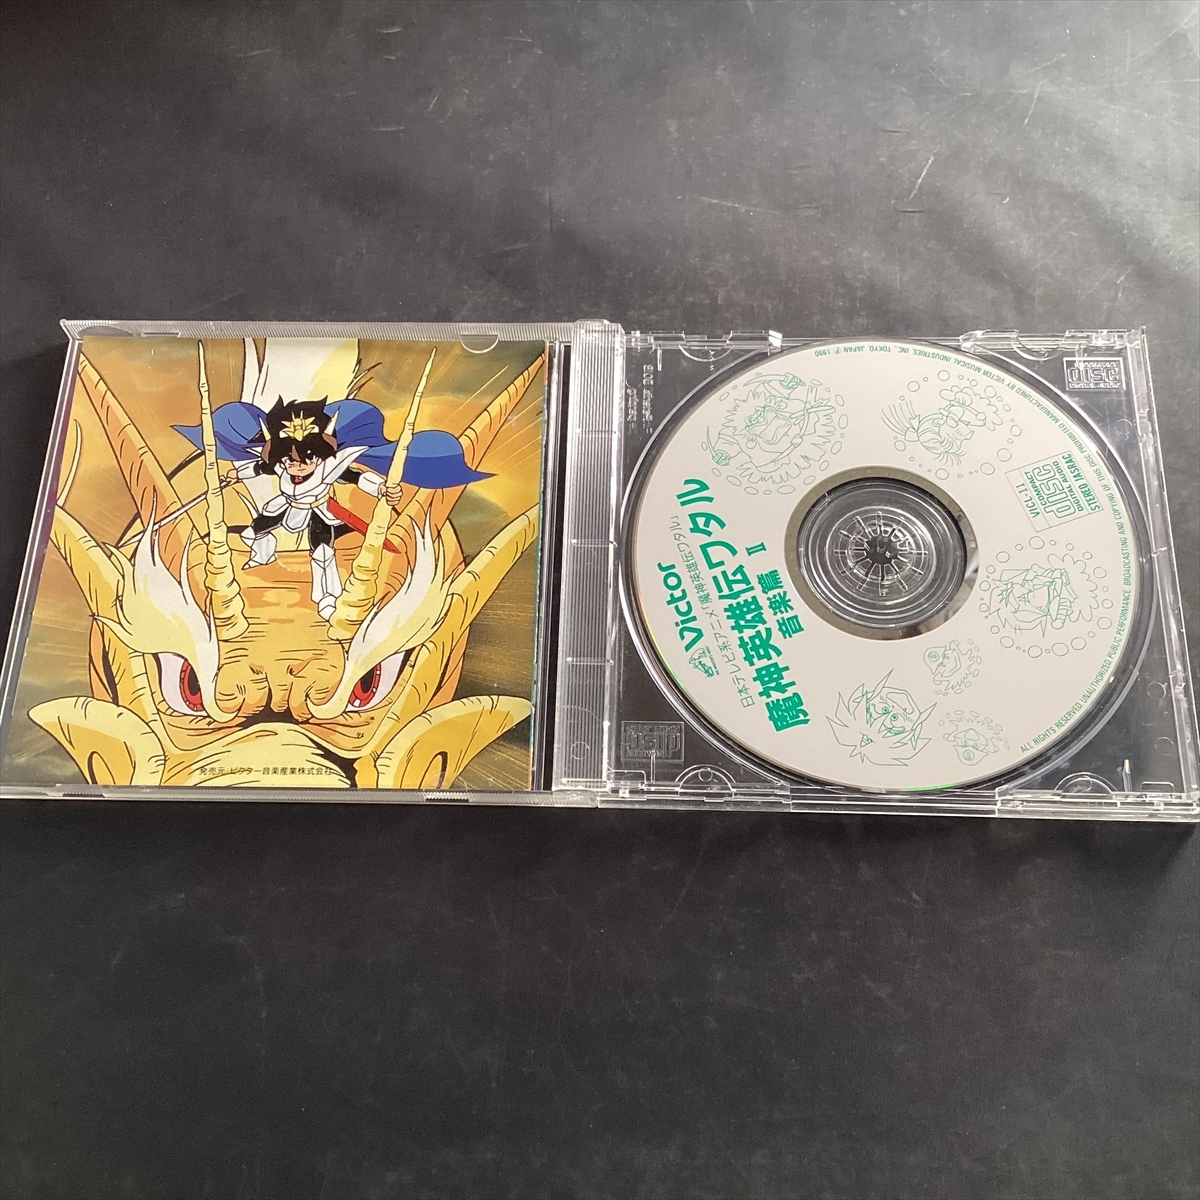 発売元：ビクター音楽産業株式会社
Victor
日本テレビ系アニメ「魔神英雄伝ワタル」
魔神英雄伝ワタル
音楽篇 II
VICL-11
COMPACT
disc
DIGITAL AUDIO
STEREO JASRAC
MANUFACTURED BY VICTOR MUSICAL INDUSTRIES, INC. TOKYO, JAPAN Ⓟ 1990
ALL RIGHTS RESERVED UNAUTHORIZED PUBLIC PERFORMANCE BROADCASTING AND COPYING OF THIS DISC PROHIBITED